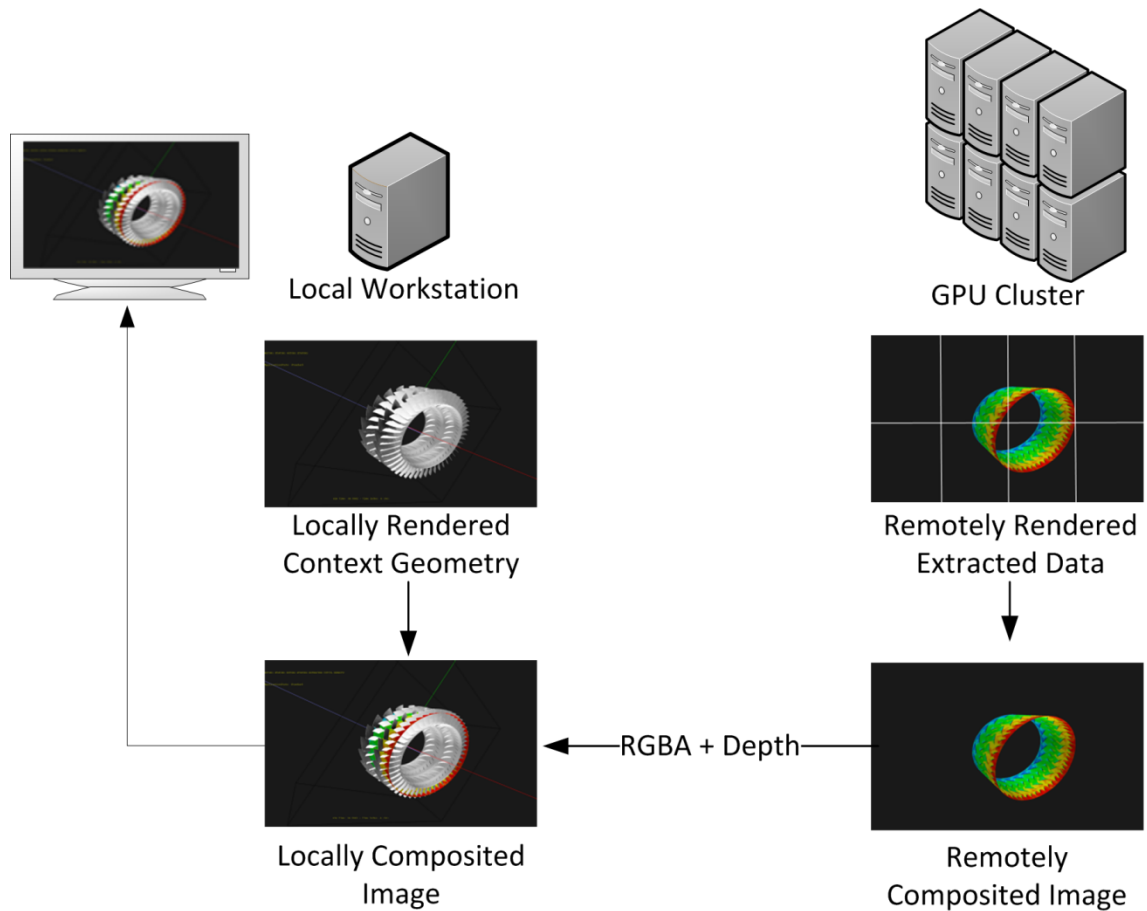 Local Workstation
GPU Cluster
Locally Rendered
Context Geometry
Remotely Rendered
Extracted Data
RGBA + Depth
Locally Composited
Image
Remotely
Composited Image